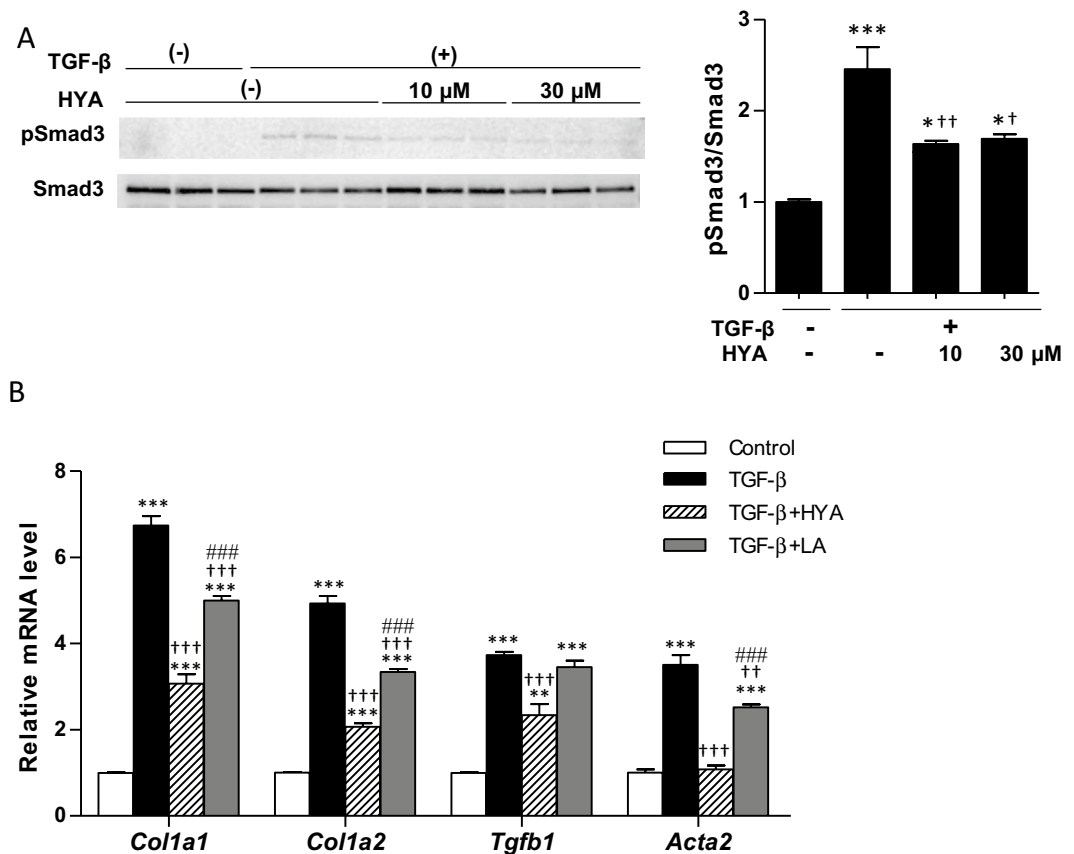 A
TGF-β (-) (+)
HYA (-) 10 µM 30 µM
pSmad3
Smad3
pSmad3/Smad3
3
2
1
0
***
*††
*†
TGF-β - +
HYA - - 10 30 µM
B
Control
TGF-β
TGF-β+HYA
TGF-β+LA
Relative mRNA level
8
6
4
2
0
***
†††
***
###
†††
***
***
†††
***
###
†††
***
***
†††
**
***
***
†††
###
††
***
Col1a1 Col1a2 Tgfb1 Acta2